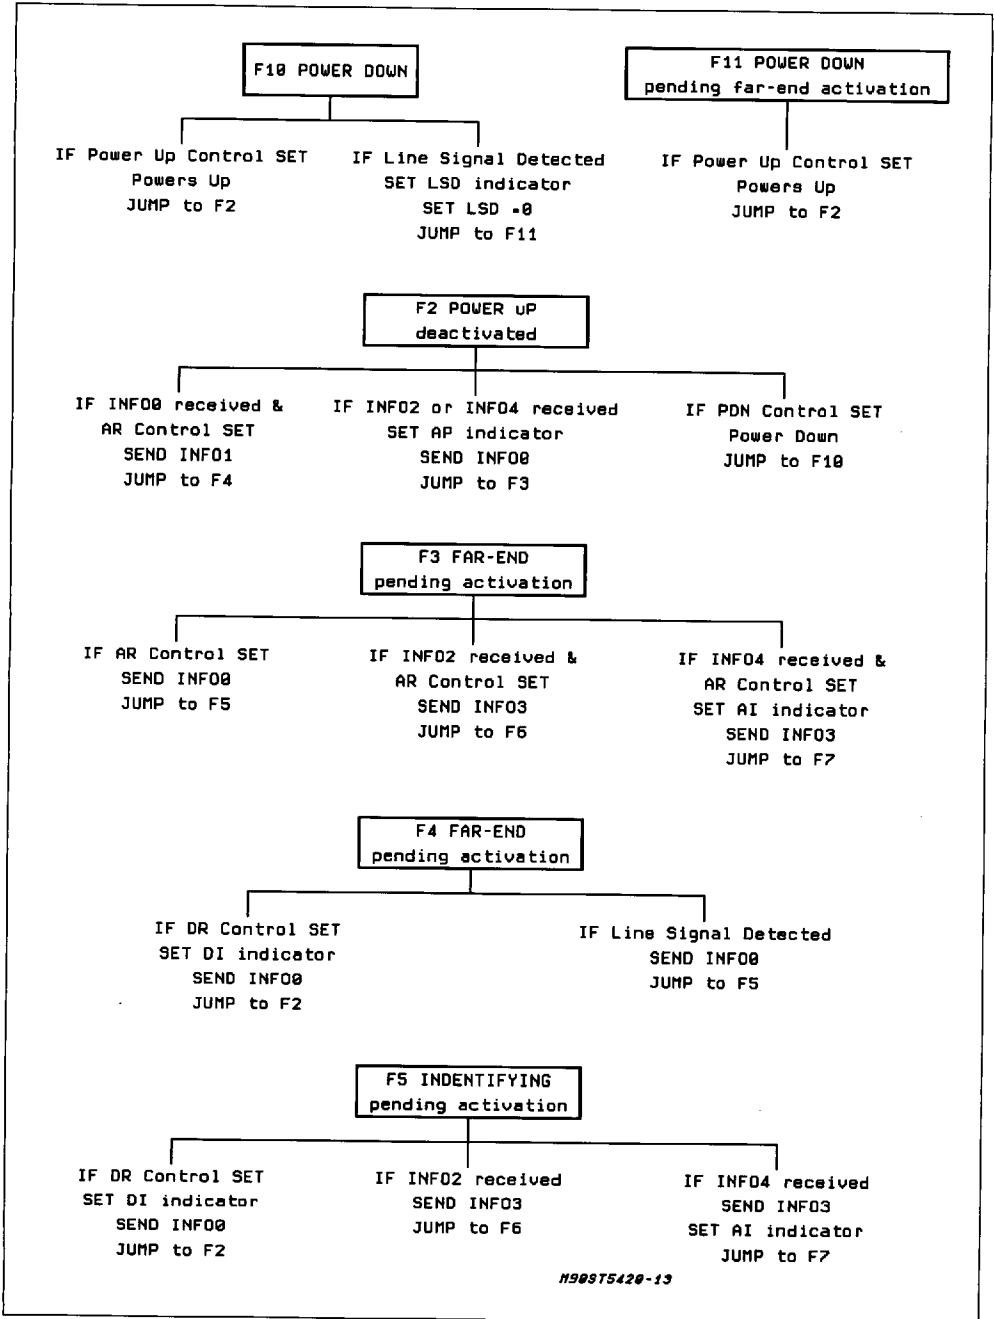 F10 POWER DOWN
F11 POWER DOWN
pending far-end activation
IF Power Up Control SET
Powers Up
JUMP to F2
IF Line Signal Detected
SET LSD indicator
SET LSD =0
JUMP to F11
IF Power Up Control SET
Powers Up
JUMP to F2
F2 POWER uP
deactivated
IF INFO0 received &
AR Control SET
SEND INFO1
JUMP to F4
IF INFO2 or INFO4 received
SET AP indicator
SEND INFO0
JUMP to F3
IF PDN Control SET
Power Down
JUMP to F10
F3 FAR-END
pending activation
IF AR Control SET
SEND INFO0
JUMP to F5
IF INFO2 received &
AR Control SET
SEND INFO3
JUMP to F6
IF INFO4 received &
AR Control SET
SET AI indicator
SEND INFO3
JUMP to F7
F4 FAR-END
pending activation
IF DR Control SET
SET DI indicator
SEND INFO0
JUMP to F2
IF Line Signal Detected
SEND INFO0
JUMP to F5
F5 INDENTIFYING
pending activation
IF DR Control SET
SET DI indicator
SEND INFO0
JUMP to F2
IF INFO2 received
SEND INFO3
JUMP to F6
IF INFO4 received
SEND INFO3
SET AI indicator
JUMP to F7
M90ST5420-13